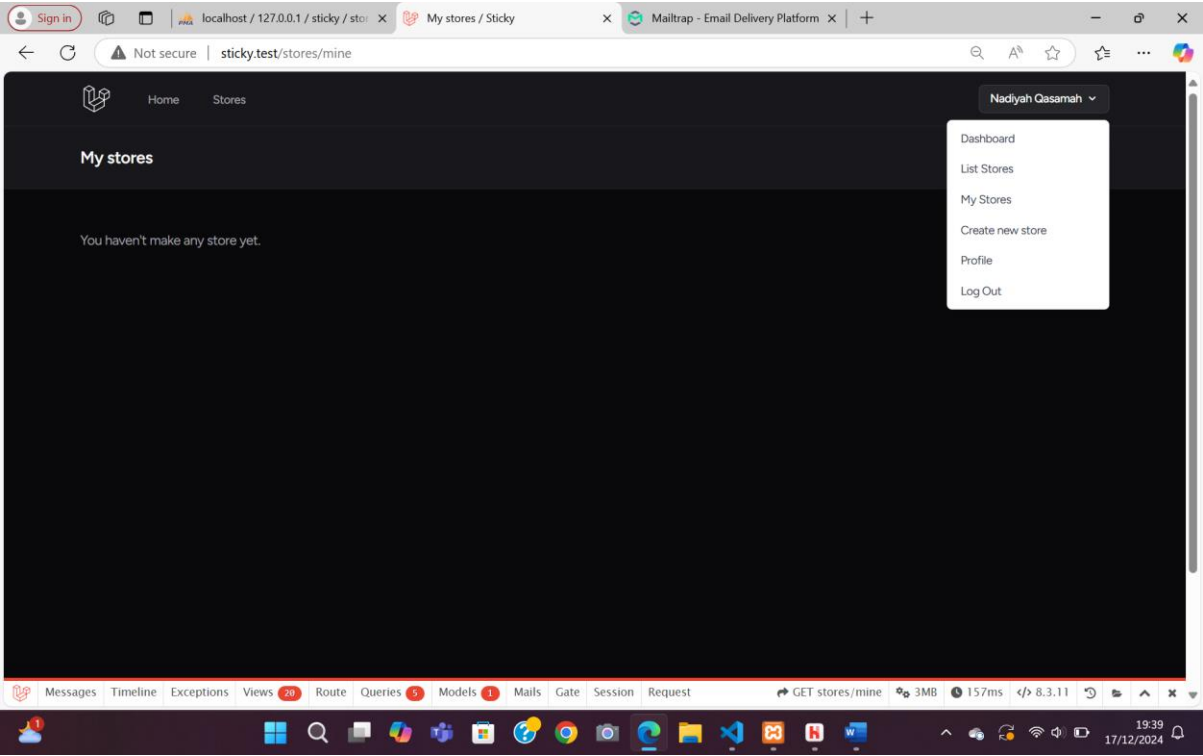 Sign in
localhost / 127.0.0.1 / sticky / stor
My stores / Sticky
Mailtrap - Email Delivery Platform
Not secure | sticky.test/stores/mine
Home Stores Nadiyah Qasamah
My stores
Dashboard
List Stores
My Stores
Create new store
Profile
Log Out
You haven't make any store yet.
Messages Timeline Exceptions Views 20 Route Queries 5 Models 1 Mails Gate Session Request GET stores/mine 3MB 157ms 8.3.11
19:39
17/12/2024